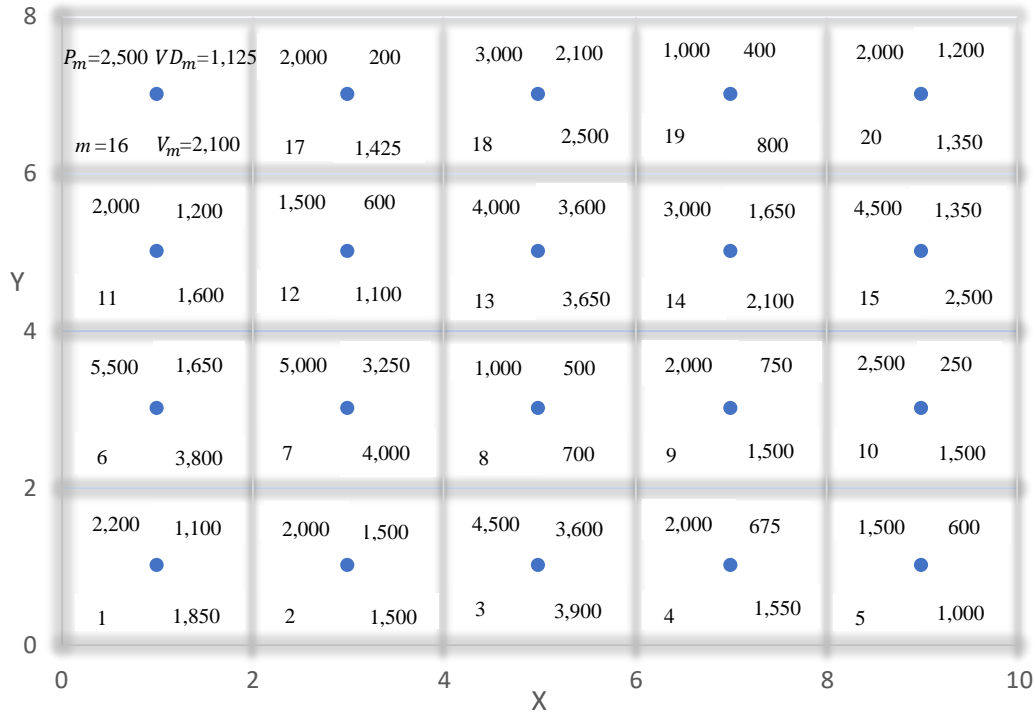 8
P_m=2,500 VD_m=1,125 2,000 200 3,000 2,100 1,000 400 2,000 1,200
m=16 V_m=2,100 17 1,425 18 2,500 19 800 20 1,350
6
2,000 1,200 1,500 600 4,000 3,600 3,000 1,650 4,500 1,350
Y
11 1,600 12 1,100 13 3,650 14 2,100 15 2,500
4
5,500 1,650 5,000 3,250 1,000 500 2,000 750 2,500 250
6 3,800 7 4,000 8 700 9 1,500 10 1,500
2
2,200 1,100 2,000 1,500 4,500 3,600 2,000 675 1,500 600
1 1,850 2 1,500 3 3,900 4 1,550 5 1,000
0
0 2 4 6 8 10
X